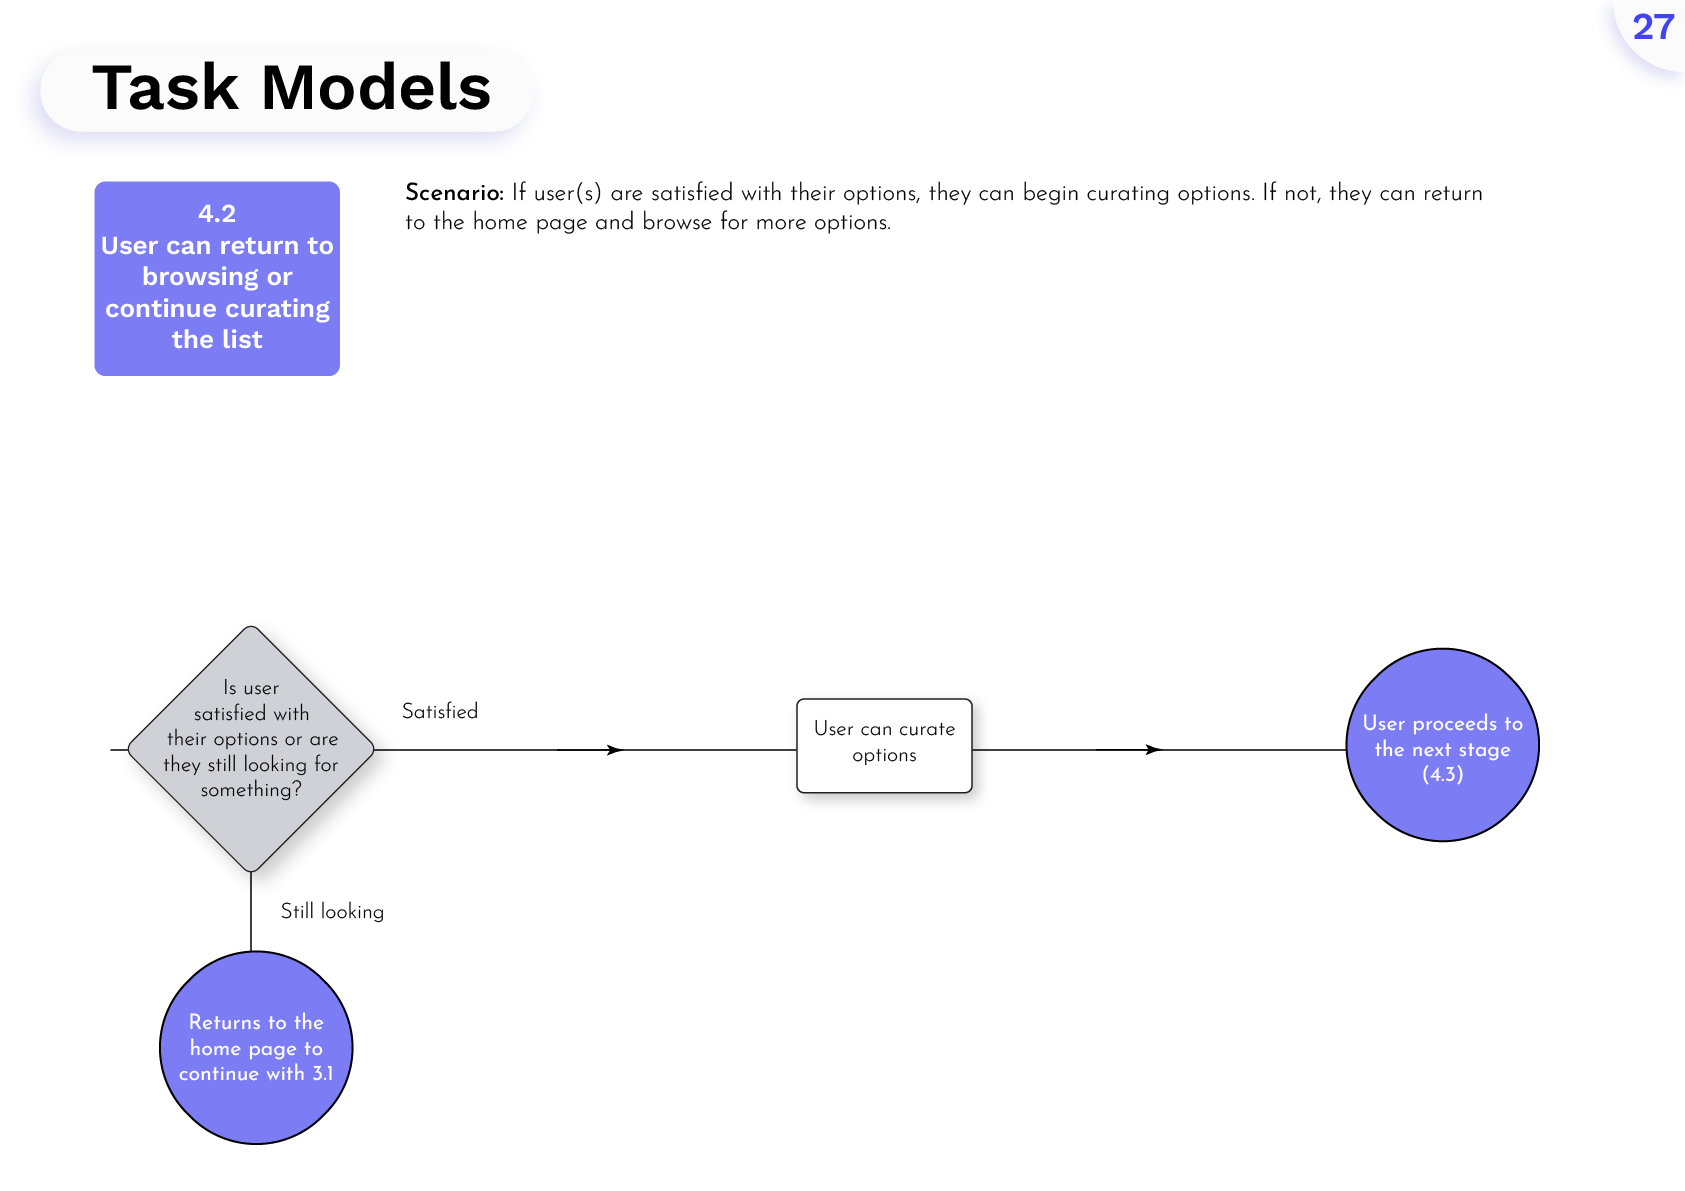 27
Task Models
4.2
User can return to
browsing or
continue curating
the list
Scenario: If user(s) are satisfied with their options, they can begin curating options. If not, they can return
to the home page and browse for more options.
Is user
satisfied with
their options or are
they still looking for
something?
Satisfied
User can curate
options
User proceeds to
the next stage
(4.3)
Still looking
Returns to the
home page to
continue with 3.1